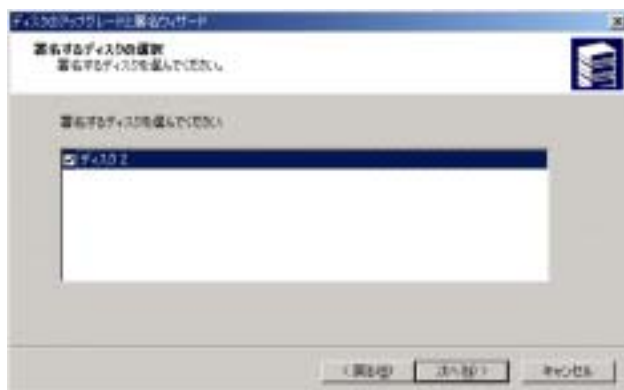 ディスクのアップグレードと署名ウィザード
署名するディスクの選択
署名するディスクを選んでください。
署名するディスクを選んでください
ディスク 2
< 戻る(B)
次へ(N) >
キャンセル